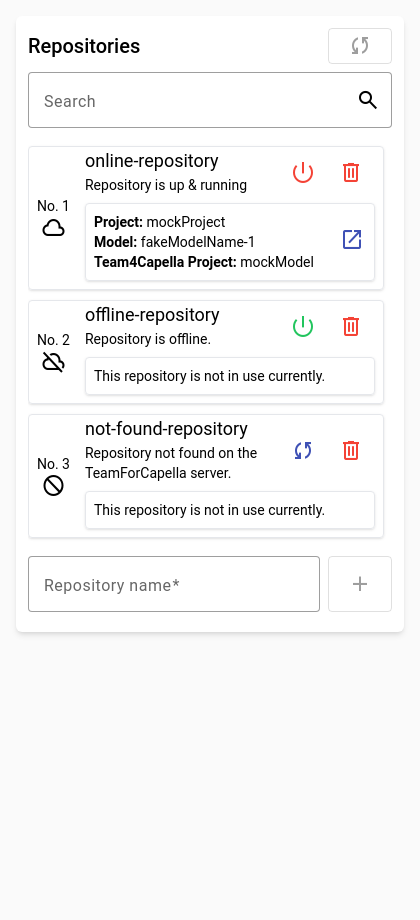 Repositories
Search
online-repository
Repository is up & running
No. 1
Project: mockProject
Model: fakeModelName-1
Team4Capella Project: mockModel
offline-repository
Repository is offline.
No. 2
This repository is not in use currently.
not-found-repository
Repository not found on the
TeamForCapella server.
No. 3
This repository is not in use currently.
Repository name*